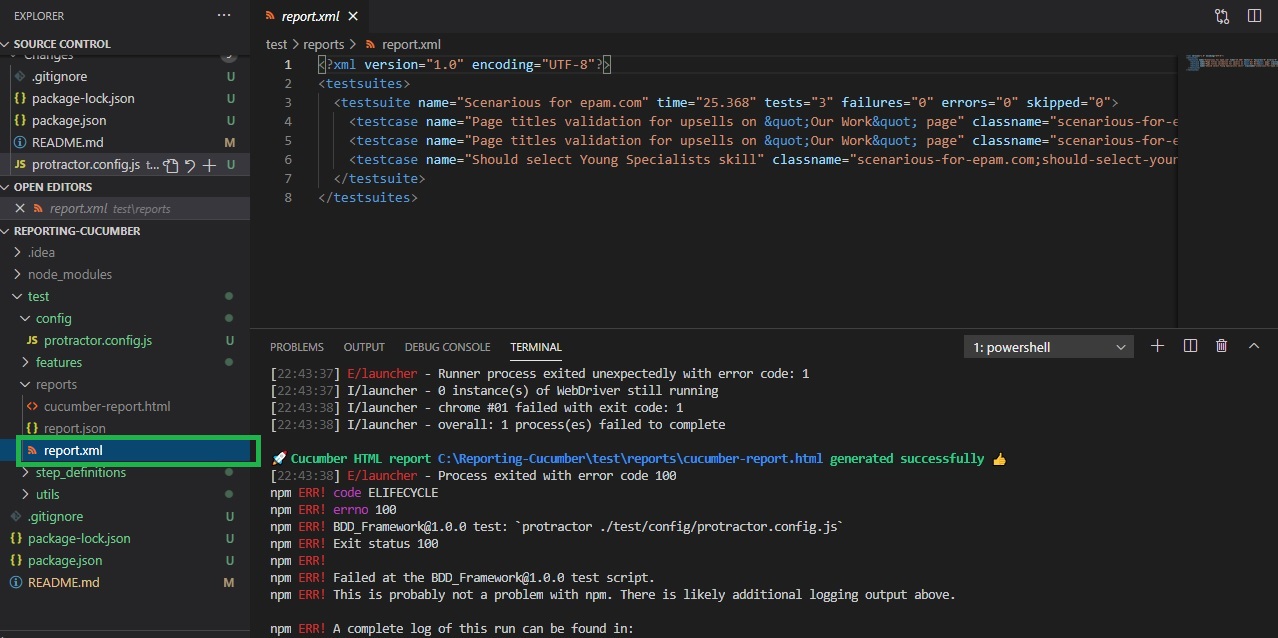 EXPLORER
SOURCE CONTROL
Changes
.gitignore U
{} package-lock.json U
{} package.json U
README.md M
JS protractor.config.js t... U
OPEN EDITORS
report.xml test\reports
REPORTING-CUCUMBER
.idea
node_modules
test
config
JS protractor.config.js U
features
reports
<> cucumber-report.html
{} report.json
report.xml
step_definitions
utils
.gitignore U
{} package-lock.json U
{} package.json U
README.md M
report.xml
test > reports > report.xml
1 <?xml version="1.0" encoding="UTF-8"?>
2 <testsuites>
3 <testsuite name="Scenarious for epam.com" time="25.368" tests="3" failures="0" errors="0" skipped="0">
4 <testcase name="Page titles validation for upsells on &quot;Our Work&quot; page" classname="scenarious-for-e
5 <testcase name="Page titles validation for upsells on &quot;Our Work&quot; page" classname="scenarious-for-e
6 <testcase name="Should select Young Specialists skill" classname="scenarious-for-epam.com;should-select-your
7 </testsuite>
8 </testsuites>
PROBLEMS OUTPUT DEBUG CONSOLE TERMINAL 1: powershell
[22:43:37] E/launcher - Runner process exited unexpectedly with error code: 1
[22:43:37] I/launcher - 0 instance(s) of WebDriver still running
[22:43:38] I/launcher - chrome #01 failed with exit code: 1
[22:43:38] I/launcher - overall: 1 process(es) failed to complete
🚀 Cucumber HTML report C:\Reporting-Cucumber\test\reports\cucumber-report.html generated successfully 👍
[22:43:38] E/launcher - Process exited with error code 100
npm ERR! code ELIFECYCLE
npm ERR! errno 100
npm ERR! BDD_Framework@1.0.0 test: `protractor ./test/config/protractor.config.js`
npm ERR! Exit status 100
npm ERR!
npm ERR! Failed at the BDD_Framework@1.0.0 test script.
npm ERR! This is probably not a problem with npm. There is likely additional logging output above.
npm ERR! A complete log of this run can be found in: